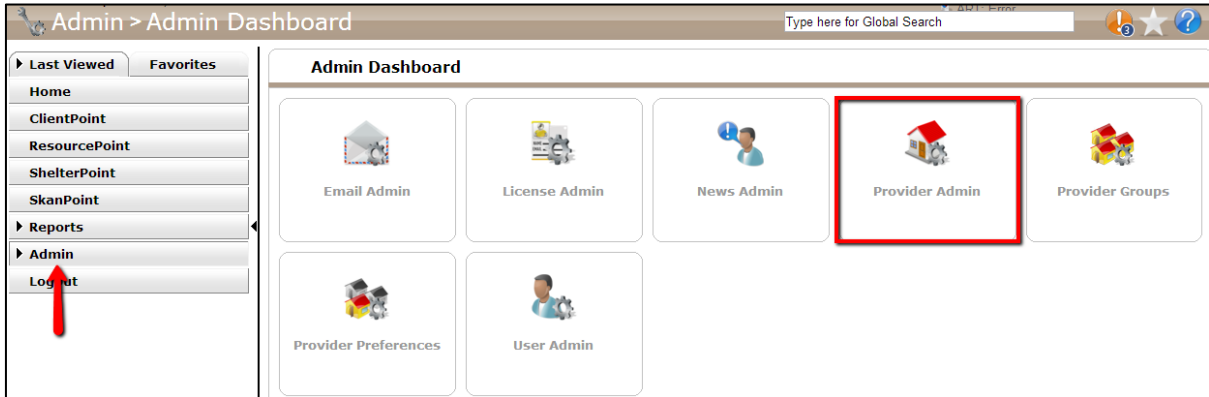 Admin > Admin Dashboard
ART: Error
Type here for Global Search
3
Last Viewed Favorites
Home
ClientPoint
ResourcePoint
ShelterPoint
SkanPoint
Reports
Admin
Logout
Admin Dashboard
Email Admin License Admin News Admin Provider Admin Provider Groups
Provider Preferences User Admin